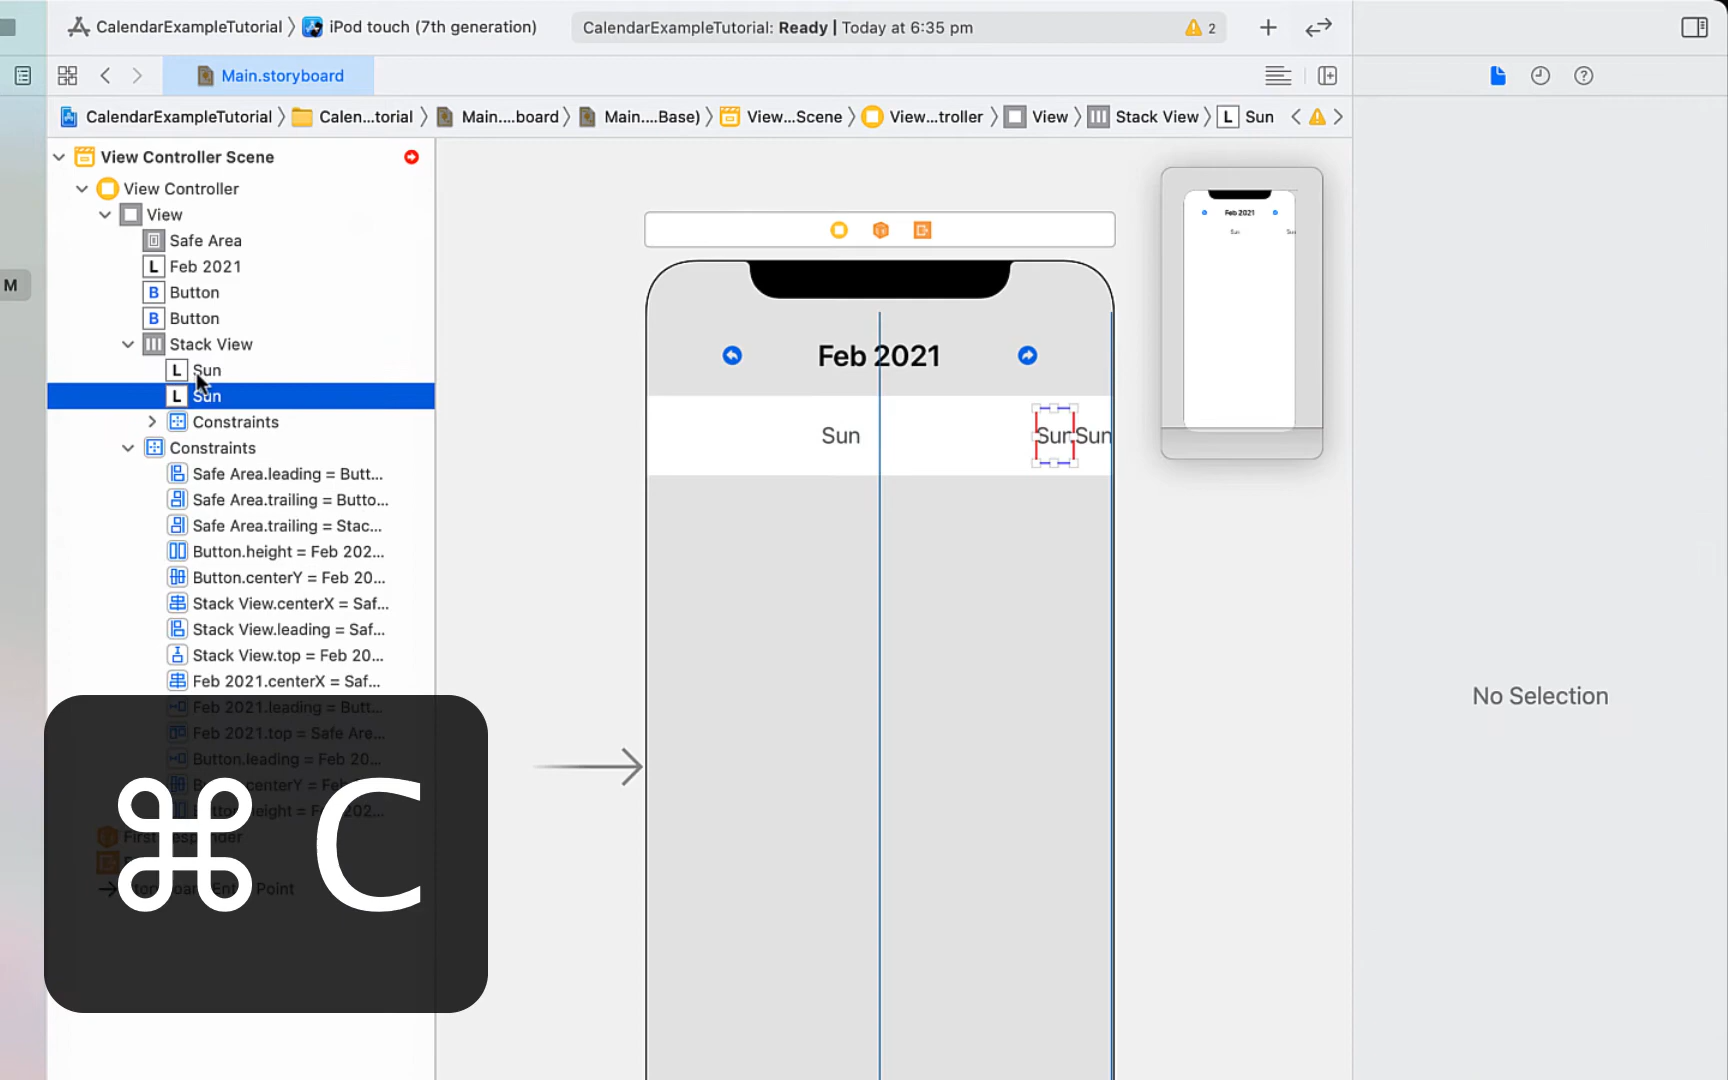 CalendarExampleTutorial
iPod touch (7th generation)
CalendarExampleTutorial: Ready | Today at 6:35 pm
2
Main.storyboard
CalendarExampleTutorial
Calen...torial
Main....board
Main....Base)
View...Scene
View...troller
View
Stack View
L
Sun
View Controller Scene
View Controller
View
Safe Area
L
Feb 2021
B
Button
B
Button
Stack View
L
Sun
L
Sun
Constraints
Constraints
Safe Area.leading = Butt...
Safe Area.trailing = Butto...
Safe Area.trailing = Stac...
Button.height = Feb 202...
Button.centerY = Feb 20...
Stack View.centerX = Saf...
Stack View.leading = Saf...
Stack View.top = Feb 20...
Feb 2021.centerX = Saf...
Feb 2021.leading = Butt...
Feb 2021.top = Safe Are...
Button.leading = Feb 20...
M
⌘ C
Feb 2021
Sun
Sun
Sun
Feb 2021
Sun
No Selection